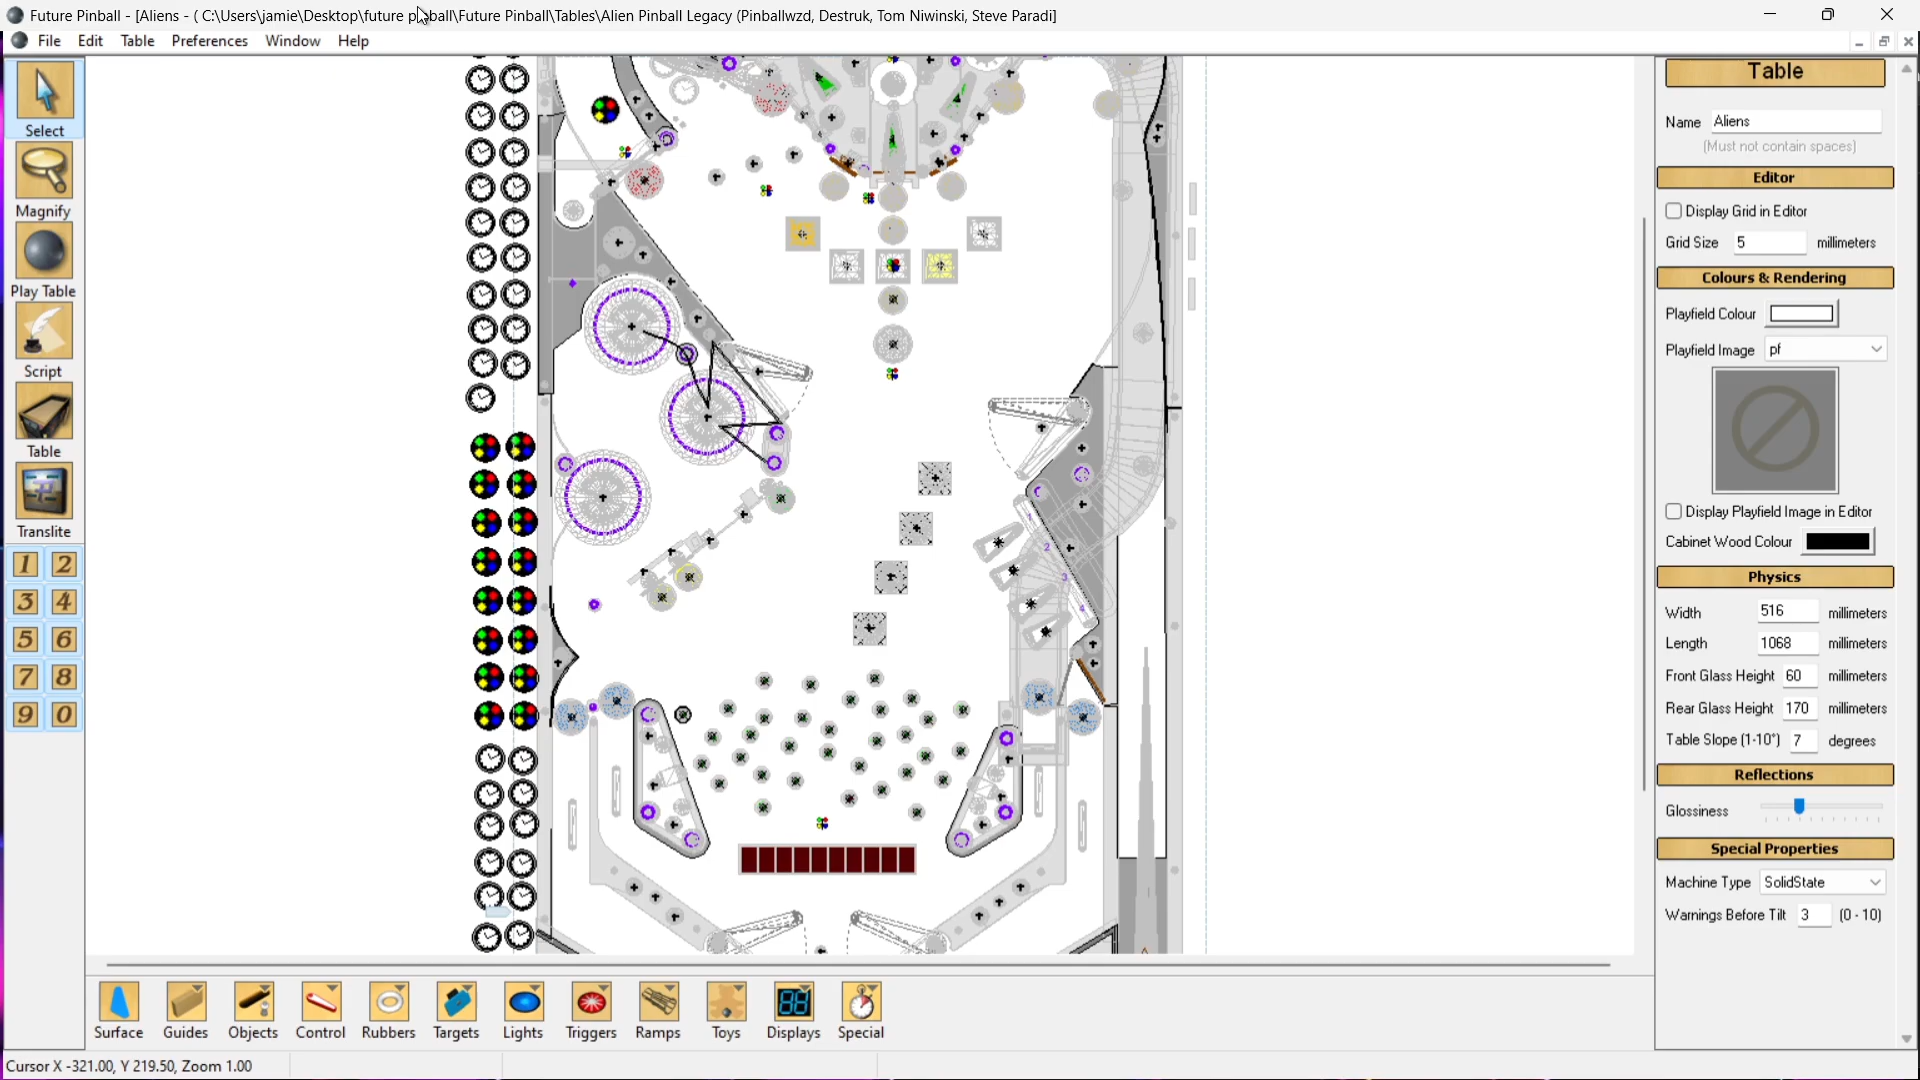 Future Pinball - [Aliens - ( C:\Users\jamie\Desktop\future pinball\Future Pinball\Tables\Alien Pinball Legacy (Pinballwzd, Destruk, Tom Niwinski, Steve Paradi]
File Edit Table Preferences Window Help
Select
Magnify
Play Table
Script
Table
Translite
1 2
3 4
5 6
7 8
9 0
1
2
3
4
Surface Guides Objects Control Rubbers Targets Lights Triggers Ramps Toys Displays Special
Cursor X -321.00, Y 219.50, Zoom 1.00
Table
Name Aliens
(Must not contain spaces)
Editor
Display Grid in Editor
Grid Size 5 millimeters
Colours & Rendering
Playfield Colour
Playfield Image pf
Display Playfield Image in Editor
Cabinet Wood Colour
Physics
Width 516 millimeters
Length 1068 millimeters
Front Glass Height 60 millimeters
Rear Glass Height 170 millimeters
Table Slope (1-10°) 7 degrees
Reflections
Glossiness
Special Properties
Machine Type SolidState
Warnings Before Tilt 3 (0 - 10)